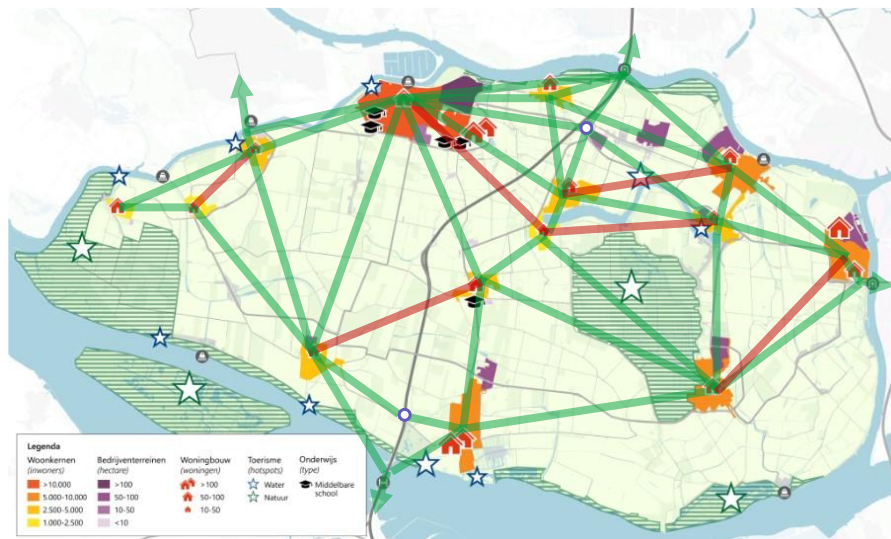 Legenda
Woonkernen
(inwoners)
>10.000
5.000-10.000
2.500-5.000
1.000-2.500
Bedrijventerreinen
(hectare)
>100
50-100
10-50
<10
Woningbouw
(woningen)
>100
50-100
10-50
Toerisme
(hotspots)
Water
Natuur
Onderwijs
(type)
Middelbare
school